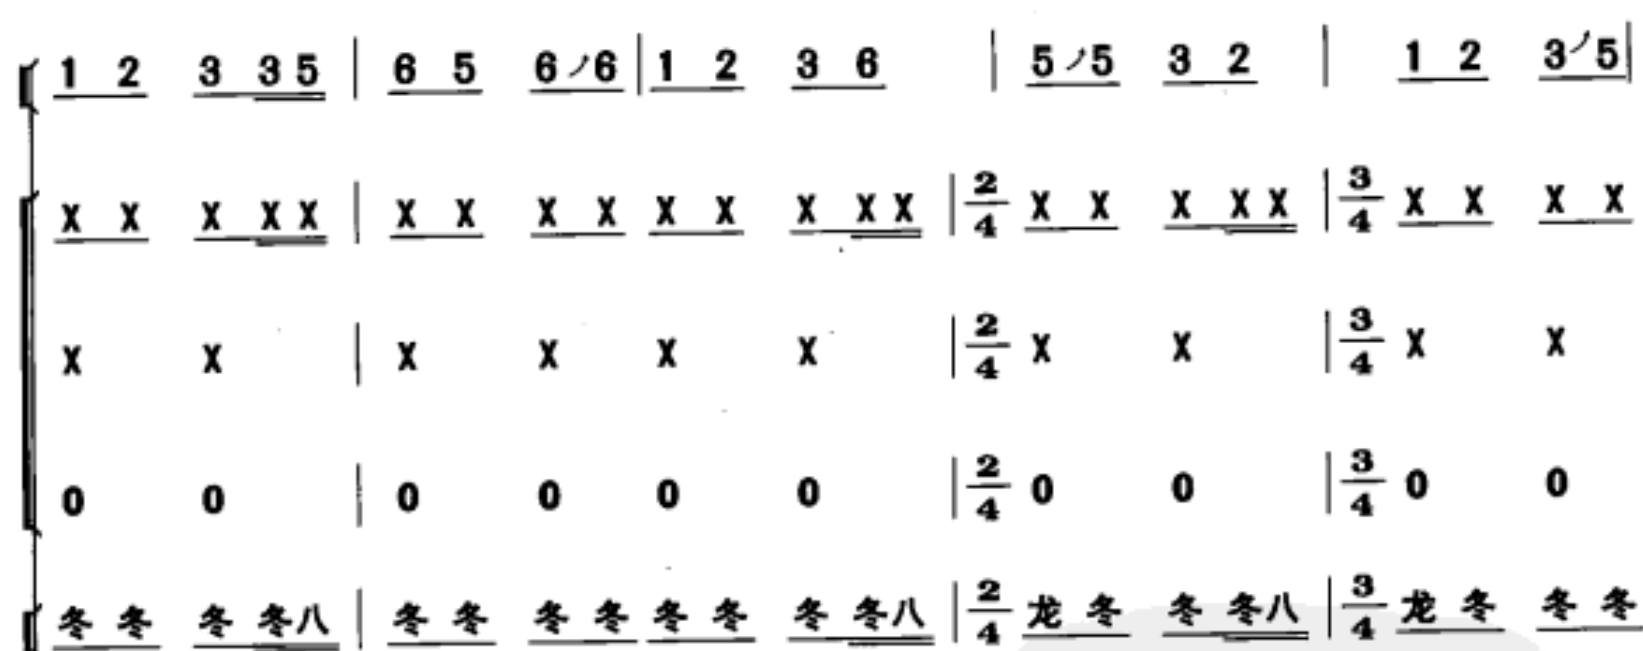 1 2 3 3 5 | 6 5 6 6 | 1 2 3 6 | 5 5 3 2 | 1 2 3 5 |
X X X X X | X X X X X X X X X | 2/4 X X X X X | 3/4 X X X X
X X | X X X X | 2/4 X X | 3/4 X X
0 0 | 0 0 0 0 | 2/4 0 0 | 3/4 0 0
冬 冬 冬 冬八 | 冬 冬 冬 冬 冬 冬 冬 冬八 | 2/4 龙 冬 冬 冬八 | 3/4 龙 冬 冬 冬